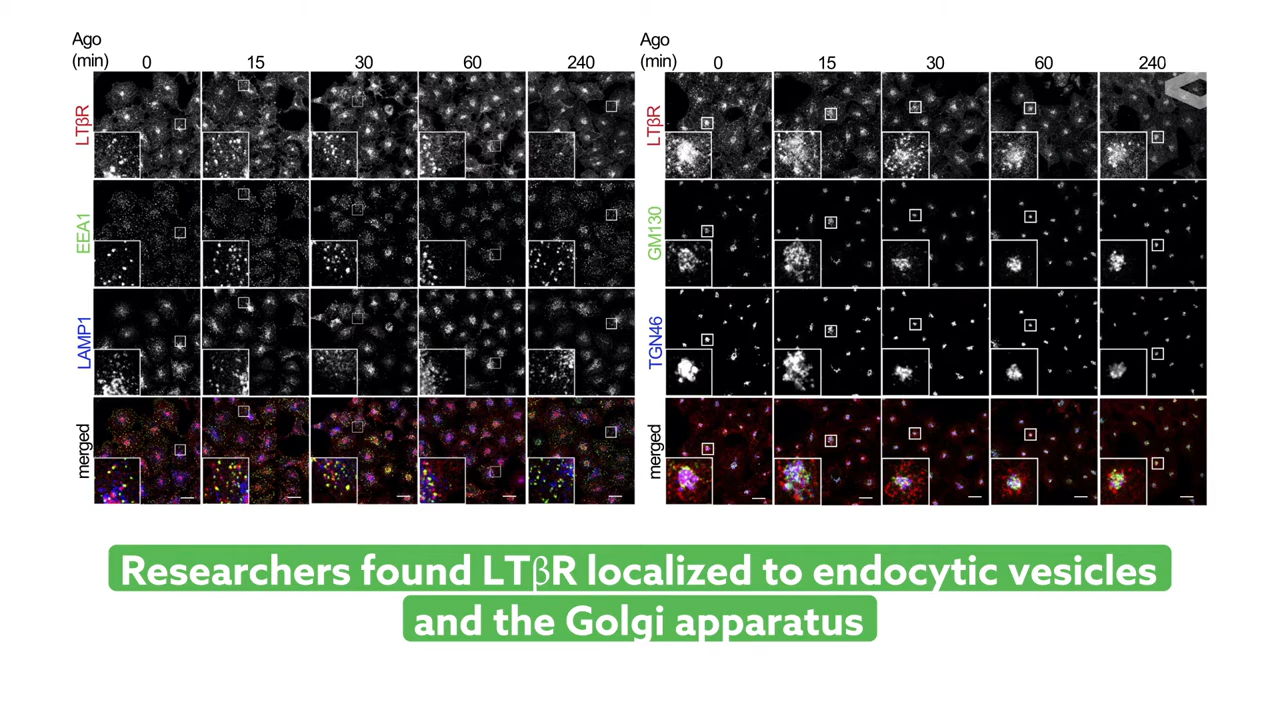 Ago
(min) 0 15 30 60 240
LTβR
EEA1
LAMP1
merged
Ago
(min) 0 15 30 60 240
LTβR
GM130
TGN46
merged
Researchers found LTβR localized to endocytic vesicles
and the Golgi apparatus